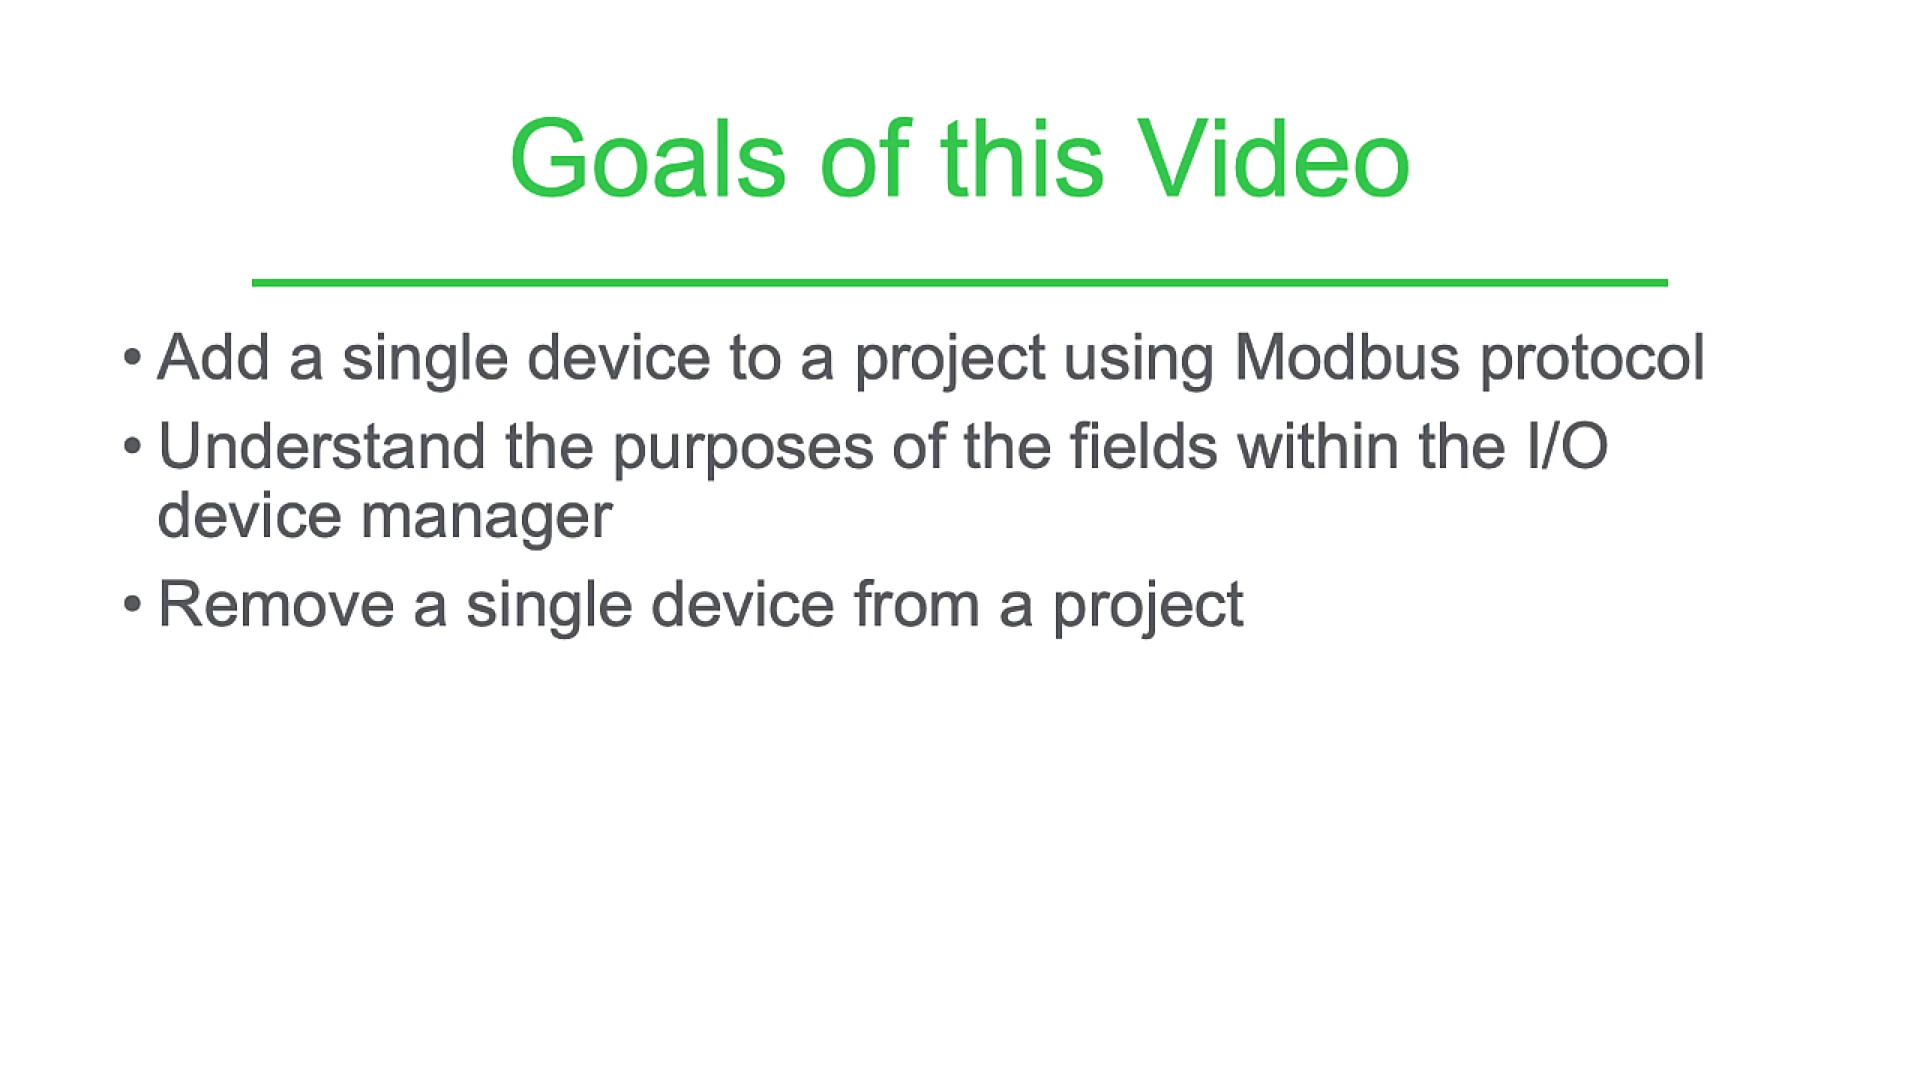 Goals of this Video
• Add a single device to a project using Modbus protocol
• Understand the purposes of the fields within the I/O
device manager
• Remove a single device from a project